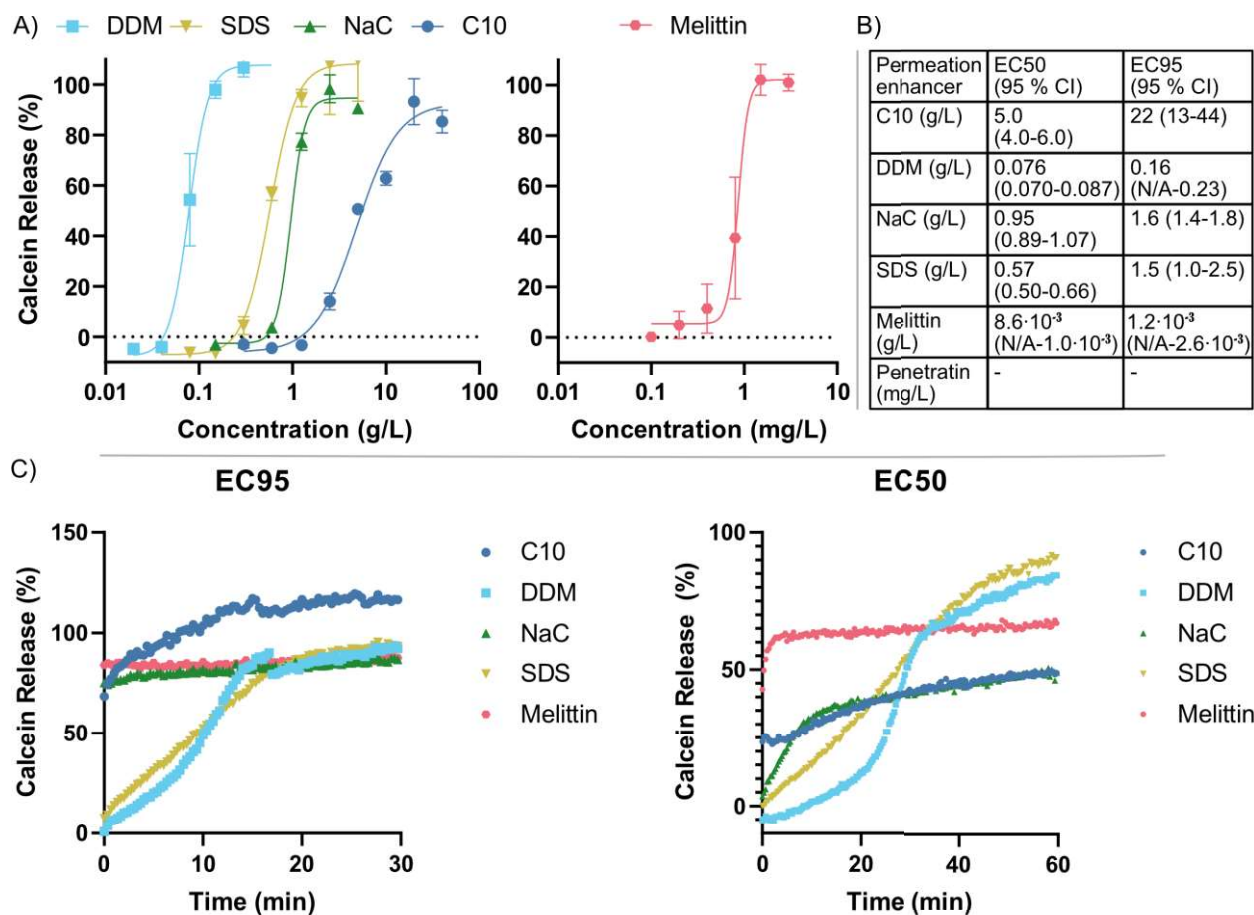 A) DDM SDS NaC C10 Melittin
Calcein Release (%)
100
80
60
40
20
0
0.01 0.1 1 10 100
Concentration (g/L)
0.01 0.1 1 10
Concentration (mg/L)
B)
Permeation enhancer EC50 (95 % CI) EC95 (95 % CI)
C10 (g/L) 5.0 (4.0-6.0) 22 (13-44)
DDM (g/L) 0.076 (0.070-0.087) 0.16 (N/A-0.23)
NaC (g/L) 0.95 (0.89-1.07) 1.6 (1.4-1.8)
SDS (g/L) 0.57 (0.50-0.66) 1.5 (1.0-2.5)
Melittin (g/L) 8.6·10⁻³ (N/A-1.0·10⁻³) 1.2·10⁻³ (N/A-2.6·10⁻³)
Penetratin (mg/L) - -
C)
EC95
Calcein Release (%)
150
100
50
0
0 10 20 30
Time (min)
C10
DDM
NaC
SDS
Melittin
EC50
Calcein Release (%)
100
50
0
0 20 40 60
Time (min)
C10
DDM
NaC
SDS
Melittin